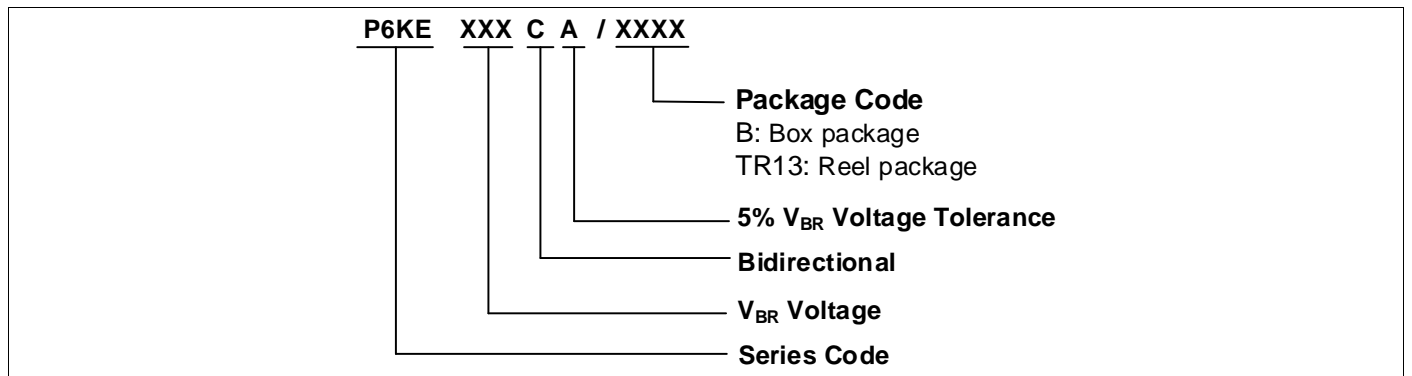 P6KE XXX C A / XXXX
Package Code
B: Box package
TR13: Reel package
5% VBR Voltage Tolerance
Bidirectional
VBR Voltage
Series Code